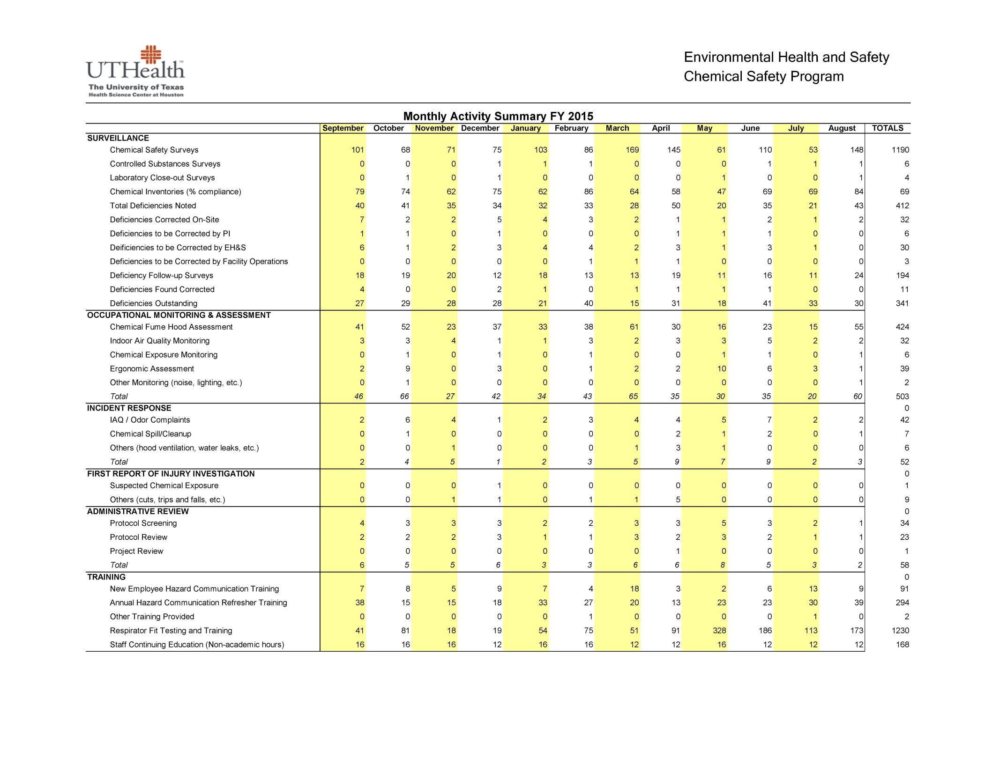 UTHealth™
The University of Texas
Health Science Center at Houston
Environmental Health and Safety
Chemical Safety Program
Monthly Activity Summary FY 2015
September October November December January February March April May June July August TOTALS
SURVEILLANCE
Chemical Safety Surveys 101 68 71 75 103 86 169 145 61 110 53 148 1190
Controlled Substances Surveys 0 0 0 1 1 1 0 0 0 1 1 1 6
Laboratory Close-out Surveys 0 1 0 1 0 0 0 0 1 0 0 1 4
Chemical Inventories (% compliance) 79 74 62 75 62 86 64 58 47 69 69 84 69
Total Deficiencies Noted 40 41 35 34 32 33 28 50 20 35 21 43 412
Deficiencies Corrected On-Site 7 2 2 5 4 3 2 1 1 2 1 2 32
Deficiencies to be Corrected by PI 1 1 0 1 0 0 0 1 1 1 0 0 6
Deificiencies to be Corrected by EH&S 6 1 2 3 4 4 2 3 1 3 1 0 30
Deficiencies to be Corrected by Facility Operations 0 0 0 0 0 1 1 1 0 0 0 0 3
Deficiency Follow-up Surveys 18 19 20 12 18 13 13 19 11 16 11 24 194
Deficiencies Found Corrected 4 0 0 2 1 0 1 1 1 1 0 0 11
Deficiencies Outstanding 27 29 28 28 21 40 15 31 18 41 33 30 341
OCCUPATIONAL MONITORING & ASSESSMENT
Chemical Fume Hood Assessment 41 52 23 37 33 38 61 30 16 23 15 55 424
Indoor Air Quality Monitoring 3 3 4 1 1 3 2 3 3 5 2 2 32
Chemical Exposure Monitoring 0 1 0 1 0 1 0 0 1 1 0 1 6
Ergonomic Assessment 2 9 0 3 0 1 2 2 10 6 3 1 39
Other Monitoring (noise, lighting, etc.) 0 1 0 0 0 0 0 0 0 0 0 1 2
Total 46 66 27 42 34 43 65 35 30 35 20 60 503
INCIDENT RESPONSE 0
IAQ / Odor Complaints 2 6 4 1 2 3 4 4 5 7 2 2 42
Chemical Spill/Cleanup 0 1 0 0 0 0 0 2 1 2 0 1 7
Others (hood ventilation, water leaks, etc.) 0 0 1 0 0 0 1 3 1 0 0 0 6
Total 2 4 5 1 2 3 5 9 7 9 2 3 52
FIRST REPORT OF INJURY INVESTIGATION 0
Suspected Chemical Exposure 0 0 0 1 0 0 0 0 0 0 0 0 1
Others (cuts, trips and falls, etc.) 0 0 1 1 0 1 1 5 0 0 0 0 9
ADMINISTRATIVE REVIEW 0
Protocol Screening 4 3 3 3 2 2 3 3 5 3 2 1 34
Protocol Review 2 2 2 3 1 1 3 2 3 2 1 1 23
Project Review 0 0 0 0 0 0 0 1 0 0 0 0 1
Total 6 5 5 6 3 3 6 6 8 5 3 2 58
TRAINING 0
New Employee Hazard Communication Training 7 8 5 9 7 4 18 3 2 6 13 9 91
Annual Hazard Communication Refresher Training 38 15 15 18 33 27 20 13 23 23 30 39 294
Other Training Provided 0 0 0 0 0 1 0 0 0 0 1 0 2
Respirator Fit Testing and Training 41 81 18 19 54 75 51 91 328 186 113 173 1230
Staff Continuing Education (Non-academic hours) 16 16 16 12 16 16 12 12 16 12 12 12 168